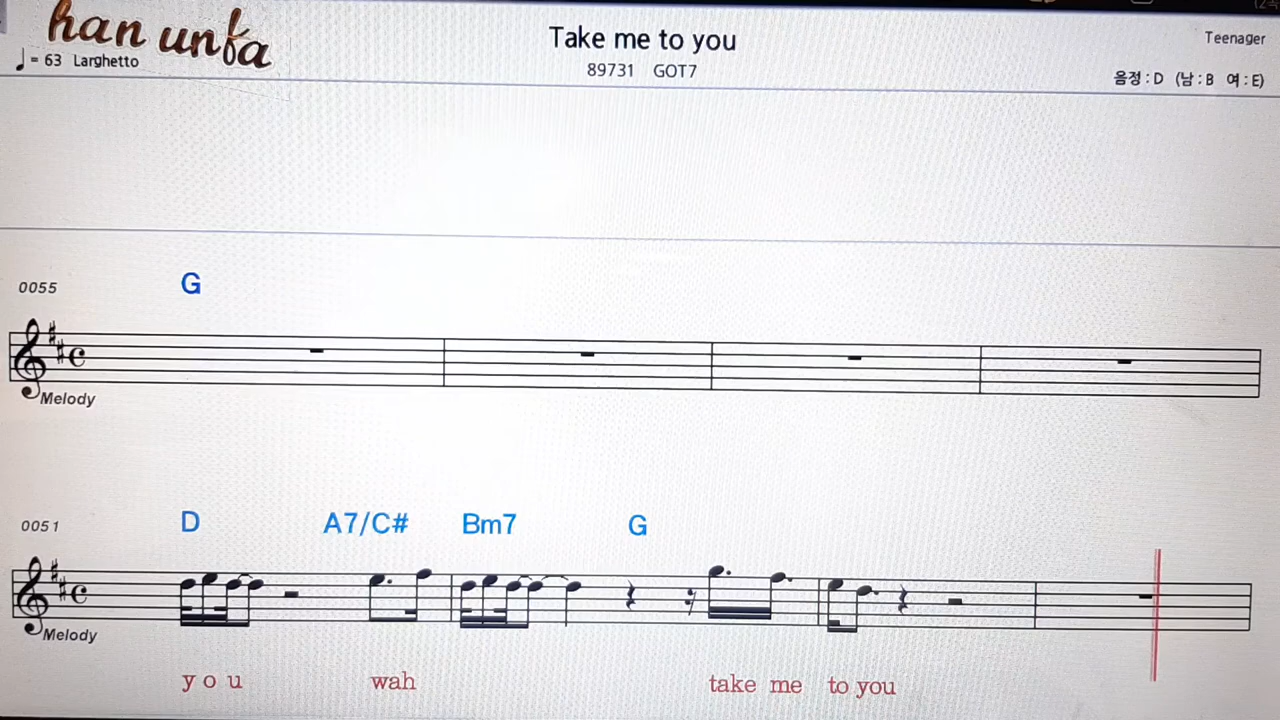 han unfa
♩ = 63 Larghetto
Take me to you
89731 GOT7
Teenager
음정 : D (남 : B 여 : E)
0055
G
Melody
0051
D A7/C# Bm7 G
Melody
y o u wah take me to you